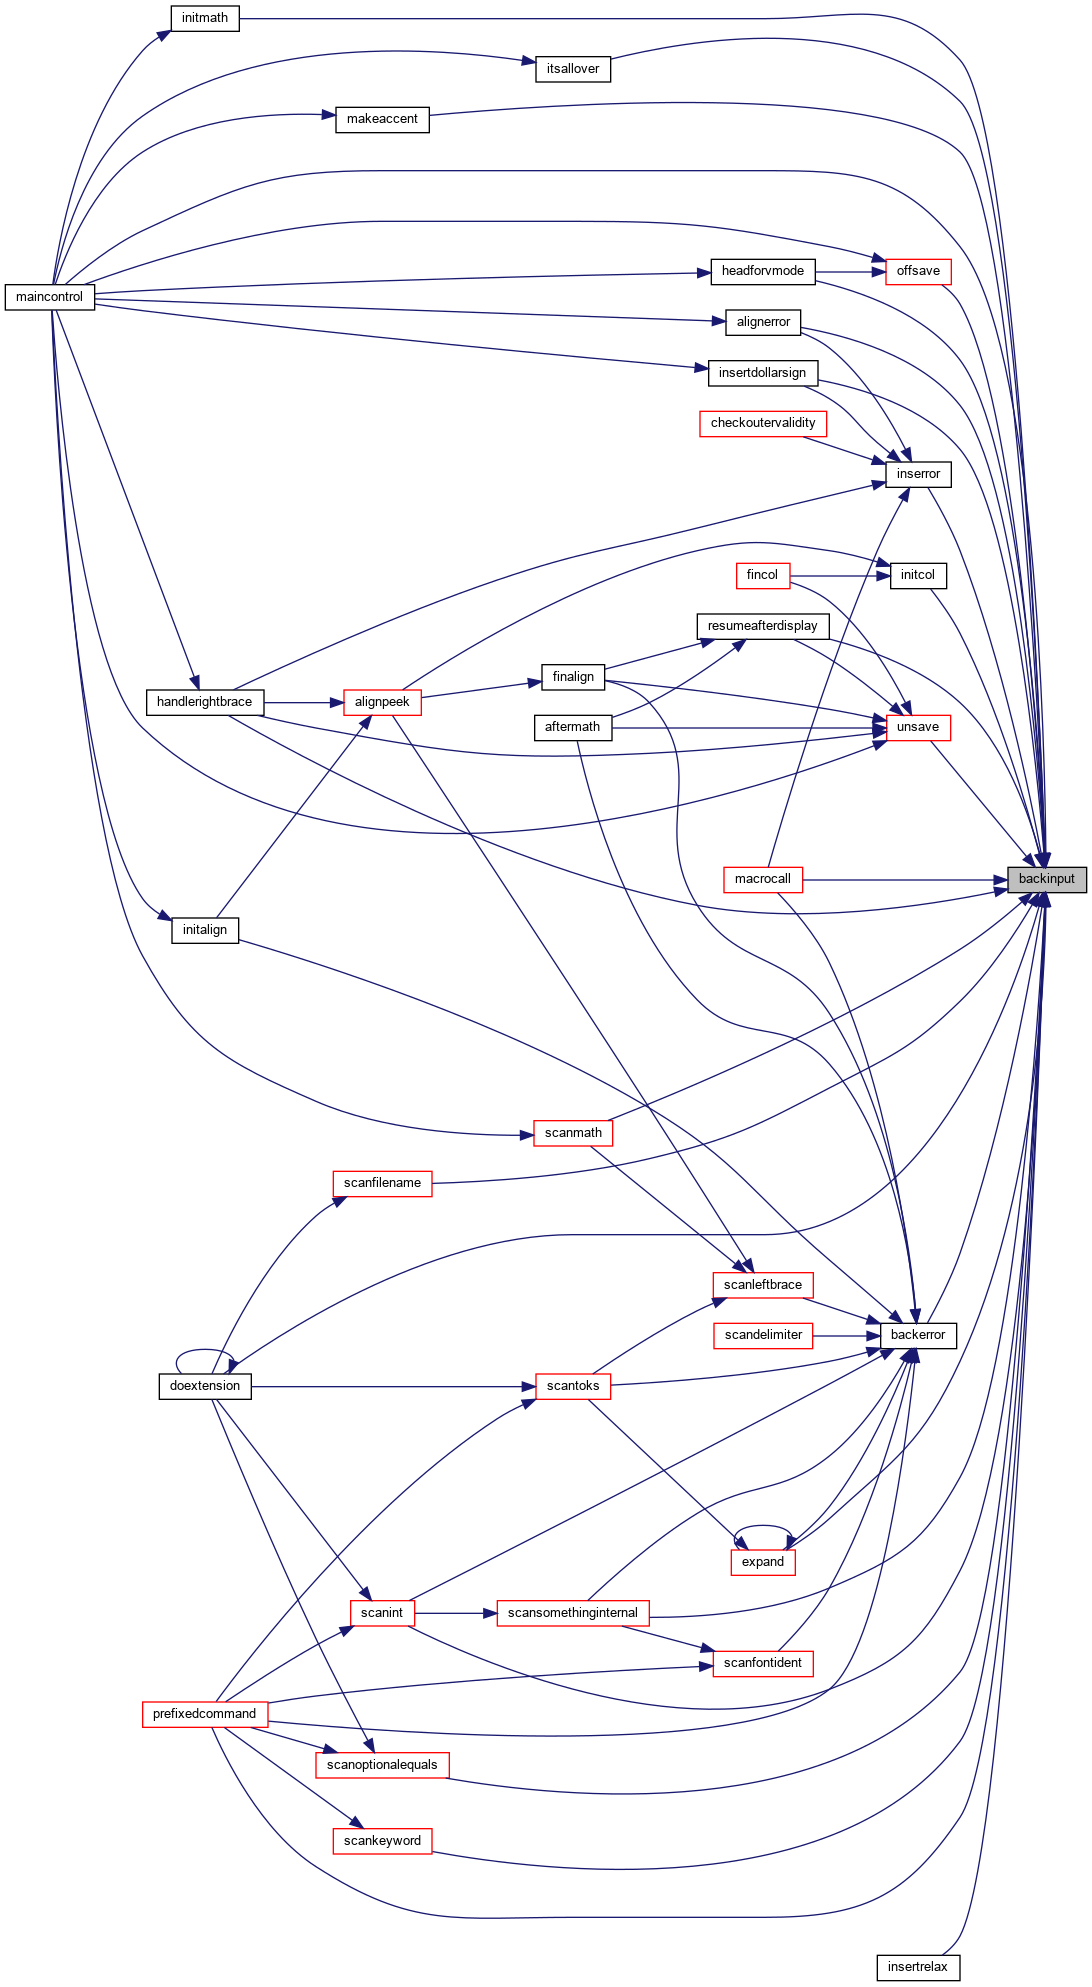 initmath
itsallover
makeaccent
headforvmode
offsave
maincontrol
alignerror
insertdollarsign
checkoutervalidity
inserror
fincol
initcol
resumeafterdisplay
finalign
handlerightbrace
alignpeek
aftermath
unsave
macrocall
backinput
initalign
scanmath
scanfilename
scanleftbrace
scandelimiter
backerror
doextension
scantoks
expand
scanint
scansomethinginternal
scanfontident
prefixedcommand
scanoptionalequals
scankeyword
insertrelax